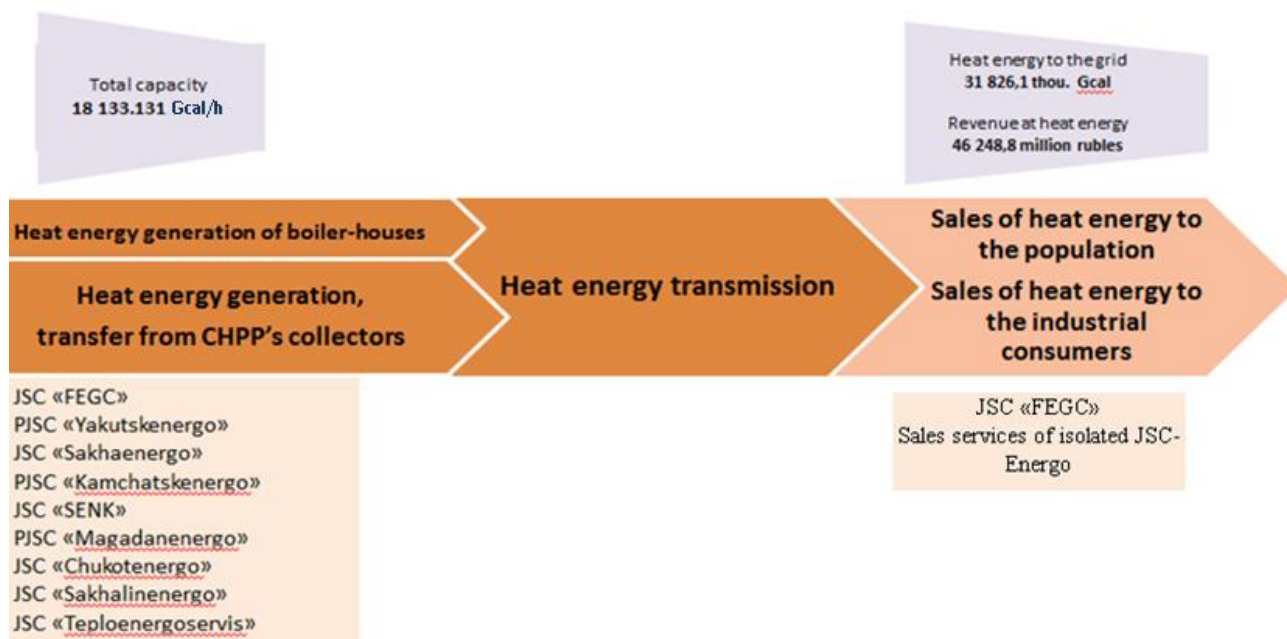 Total capacity
18 133.131 Gcal/h
Heat energy to the grid
31 826,1 thou. Gcal
Revenue at heat energy
46 248,8 million rubles
Heat energy generation of boiler-houses
Heat energy generation,
transfer from CHPP's collectors
Heat energy transmission
Sales of heat energy to
the population
Sales of heat energy to
the industrial
consumers
JSC «FEGC»
PJSC «Yakutskenergo»
JSC «Sakhaenergo»
PJSC «Kamchatskenergo»
JSC «SENK»
PJSC «Magadanenergo»
JSC «Chukotenergo»
JSC «Sakhalinenergo»
JSC «Teploenergoservis»
JSC «FEGC»
Sales services of isolated JSC-
Energo